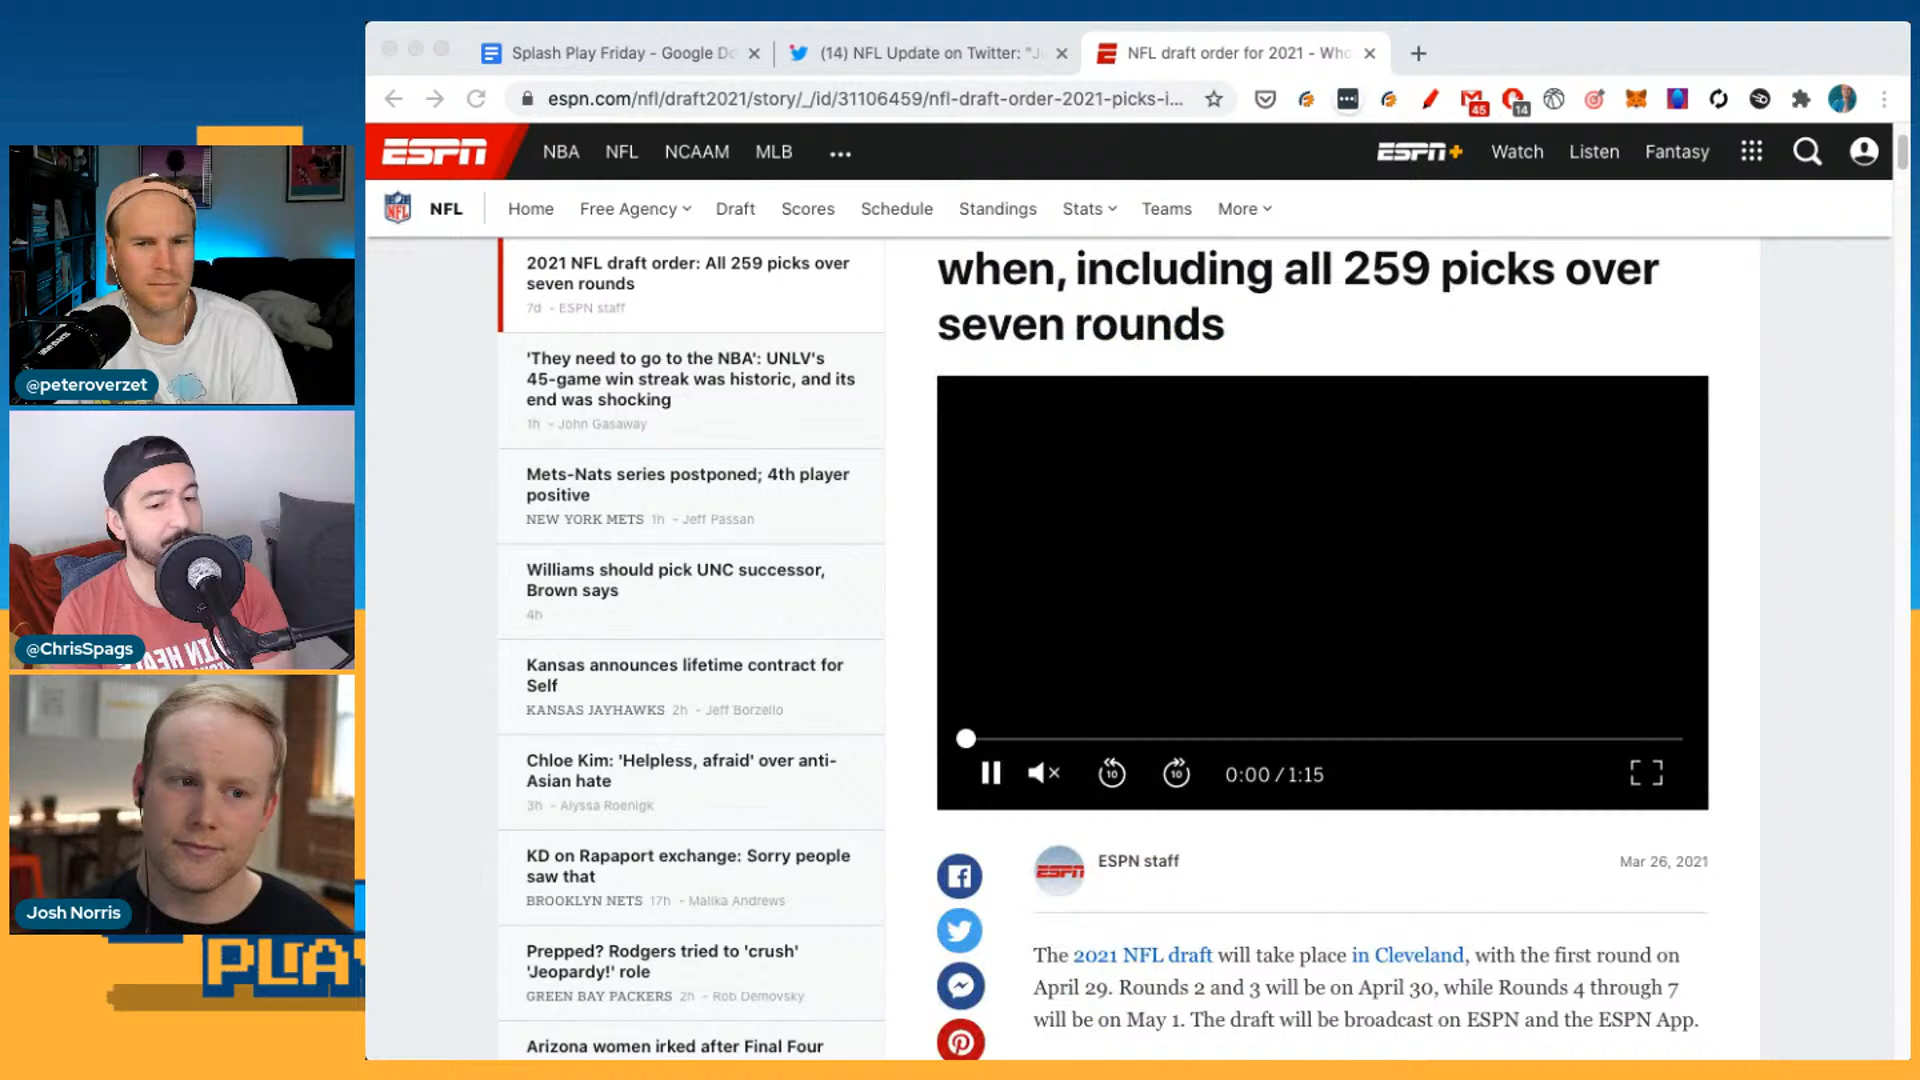 Splash Play Friday - Google Do
(14) NFL Update on Twitter: "J
NFL draft order for 2021 - Who
espn.com/nfl/draft2021/story/_/id/31106459/nfl-draft-order-2021-picks-i...
45
14
ESPN
NBA
NFL
NCAAM
MLB
ESPN+
Watch
Listen
Fantasy
NFL
NFL
Home
Free Agency
Draft
Scores
Schedule
Standings
Stats
Teams
More
2021 NFL draft order: All 259 picks over
seven rounds
7d - ESPN staff
'They need to go to the NBA': UNLV's
45-game win streak was historic, and its
end was shocking
1h - John Gasaway
Mets-Nats series postponed; 4th player
positive
NEW YORK METS 1h - Jeff Passan
Williams should pick UNC successor,
Brown says
4h
Kansas announces lifetime contract for
Self
KANSAS JAYHAWKS 2h - Jeff Borzello
Chloe Kim: 'Helpless, afraid' over anti-
Asian hate
3h - Alyssa Roenigk
KD on Rapaport exchange: Sorry people
saw that
BROOKLYN NETS 17h - Malika Andrews
Prepped? Rodgers tried to 'crush'
'Jeopardy!' role
GREEN BAY PACKERS 2h - Rob Demovsky
Arizona women irked after Final Four
when, including all 259 picks over
seven rounds
10
10
0:00 / 1:15
ESPN
ESPN staff
Mar 26, 2021
The 2021 NFL draft will take place in Cleveland, with the first round on
April 29. Rounds 2 and 3 will be on April 30, while Rounds 4 through 7
will be on May 1. The draft will be broadcast on ESPN and the ESPN App.
@peteroverzet
@ChrisSpags
Josh Norris
PLAY